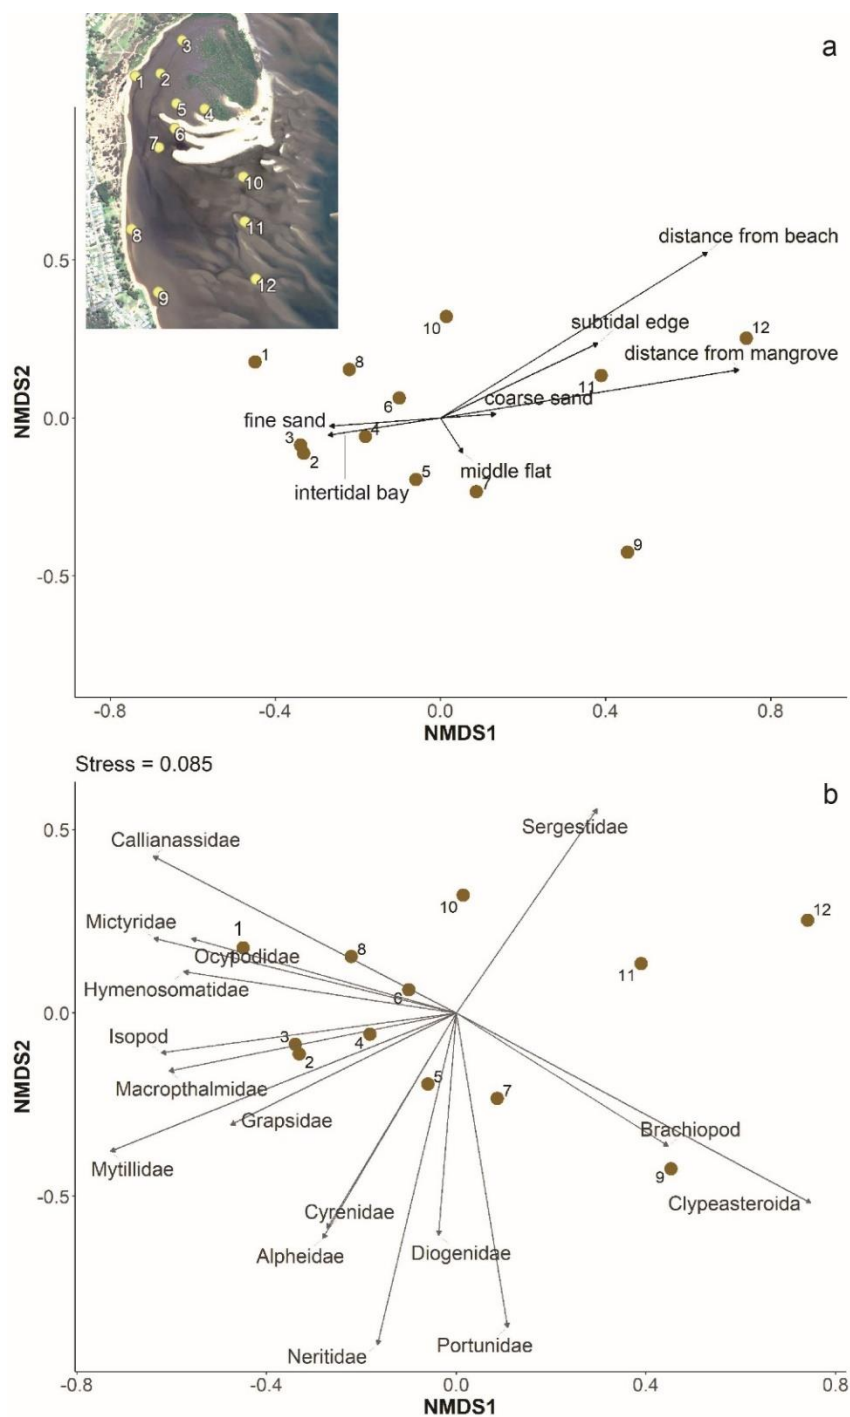 a
3
1 2
5 4
6
7
10
8
11
12
9
distance from beach
0.5
10
subtidal edge
12
1
8
distance from mangrove
11
6
coarse sand
0.0
fine sand
4
3
2
5
middle flat
7
intertidal bay
9
-0.5
NMDS2
-0.8 -0.4 0.0 0.4 0.8
NMDS1
Stress = 0.085
b
0.5
Sergestidae
Callianassidae
Mictyridae
1
10
12
Ocypodidae
8
11
Hymenosomatidae
6
0.0
Isopod
3
4
2
5
7
Macropthalmidae
Grapsidae
Brachiopod
Mytillidae
9
-0.5
Clypeasteroida
Cyrenidae
Alpheidae
Diogenidae
Neritidae
Portunidae
NMDS2
-0.8 -0.4 0.0 0.4 0.8
NMDS1